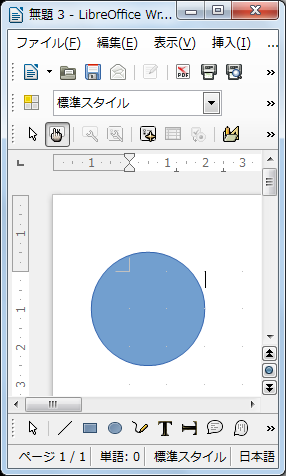 無題 3 - LibreOffice Wr...
ファイル(F) 編集(E) 表示(V) 挿入(I) ...
PDF
標準スタイル
1 1 2 3
1
1
2
3
T T
ページ 1 / 1 単語: 0 標準スタイル 日本語